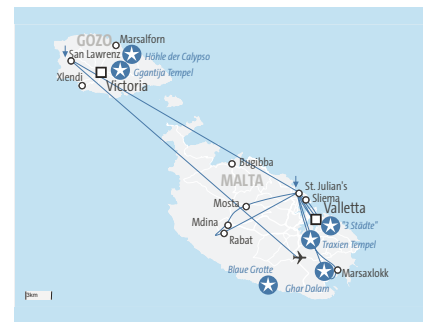 GOZO
Marsalforn
San Lawrenz
Höhle der Calypso
Ggantija Tempel
Xlendi
Victoria
Bugibba
MALTA
St. Julian's
Sliema
Mosta
Valletta
"3 Städte"
Mdina
Rabat
Traxien Tempel
Blaue Grotte
Marsaxlokk
Ghar Dalam
3km